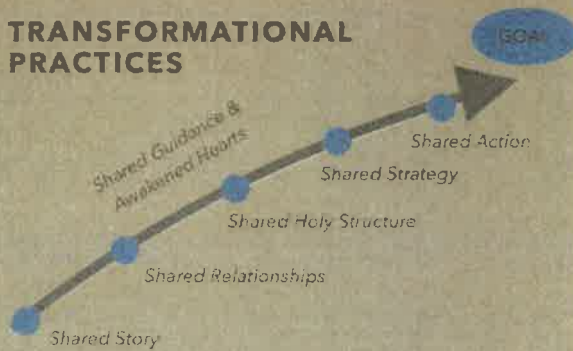 TRANSFORMATIONAL
PRACTICES
GOAL
Shared Guidance &
Awakened Hearts
Shared Action
Shared Strategy
Shared Holy Structure
Shared Relationships
Shared Story